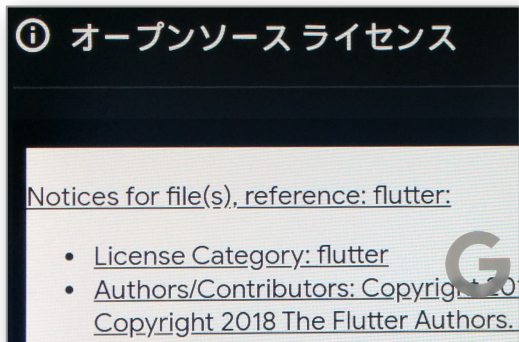 オープンソース ライセンス
Notices for file(s), reference: flutter:
License Category: flutter
Authors/Contributors: Copyright
Copyright 2018 The Flutter Authors.